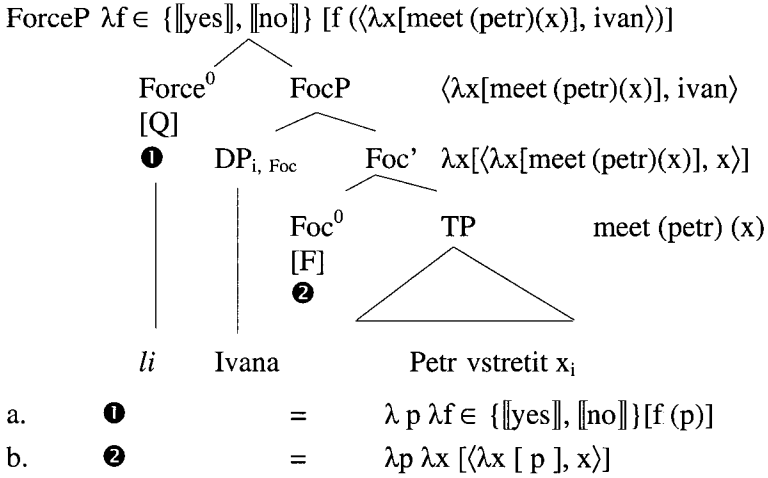 ForceP λf ∈ {⟦yes⟧, ⟦no⟧} [f (⟨λx[meet (petr)(x)], ivan⟩)]
Force⁰ FocP ⟨λx[meet (petr)(x)], ivan⟩
[Q]
❶ DPi, Foc Foc’ λx[⟨λx[meet (petr)(x)], x⟩]
Foc⁰ TP meet (petr) (x)
[F]
❷
li Ivana Petr vstretit xi
a. ❶ = λ p λf ∈ {⟦yes⟧, ⟦no⟧}[f (p)]
b. ❷ = λp λx [⟨λx [ p ], x⟩]